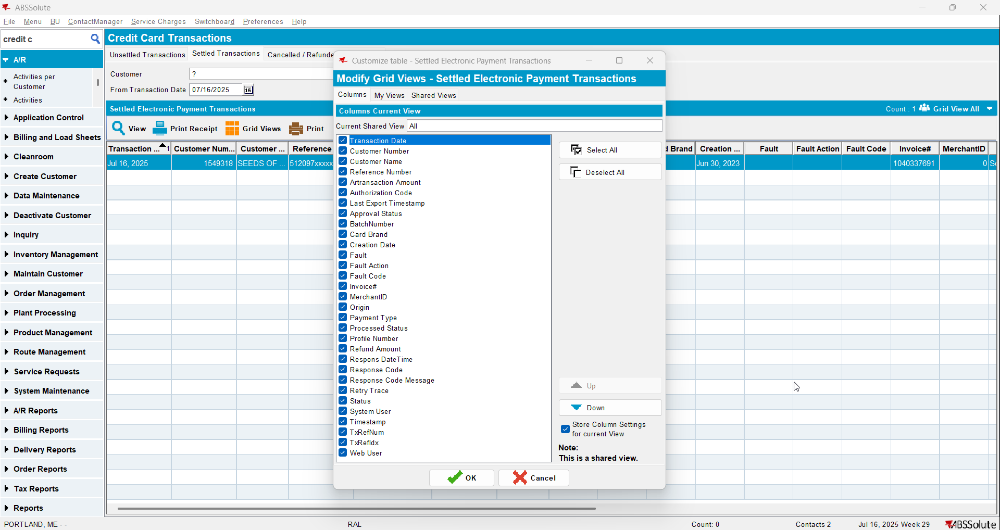 ABSSolute
File Menu BU ContactManager Service Charges Switchboard Preferences Help
credit c
Credit Card Transactions
A/R
Activities per
Customer
Activities
Application Control
Billing and Load Sheets
Cleanroom
Create Customer
Data Maintenance
Deactivate Customer
Inquiry
Inventory Management
Maintain Customer
Order Management
Plant Processing
Product Management
Route Management
Service Requests
System Maintenance
A/R Reports
Billing Reports
Delivery Reports
Order Reports
Tax Reports
Reports
Unsettled Transactions Settled Transactions Cancelled / Refunde
Customer ?
From Transaction Date 07/16/2025 16
Settled Electronic Payment Transactions
Count : 1 Grid View All
View Print Receipt Grid Views Print
Transaction ... 1 Customer Num... Customer ... Reference d Brand Creation ... Fault Fault Action Fault Code Invoice# MerchantID
Jul 16, 2025 1549318 SEEDS OF ... 512097xxxxx Jun 30, 2023 1040337691 0 Sc
Customize table - Settled Electronic Payment Transactions
Modify Grid Views - Settled Electronic Payment Transactions
Columns My Views Shared Views
Columns Current View
Current Shared View All
Transaction Date
Customer Number
Customer Name
Reference Number
Artransaction Amount
Authorization Code
Last Export Timestamp
Approval Status
BatchNumber
Card Brand
Creation Date
Fault
Fault Action
Fault Code
Invoice#
MerchantID
Origin
Payment Type
Processed Status
Profile Number
Refund Amount
Respons DateTime
Response Code
Response Code Message
Retry Trace
Status
System User
Timestamp
TxRefNum
TxRefIdx
Web User
Select All
Deselect All
Up
Down
Store Column Settings
for current View
Note:
This is a shared view.
OK Cancel
PORTLAND, ME - - RAL Count: 0 Contacts 2 Jul 16, 2025 Week 29 ABSSolute